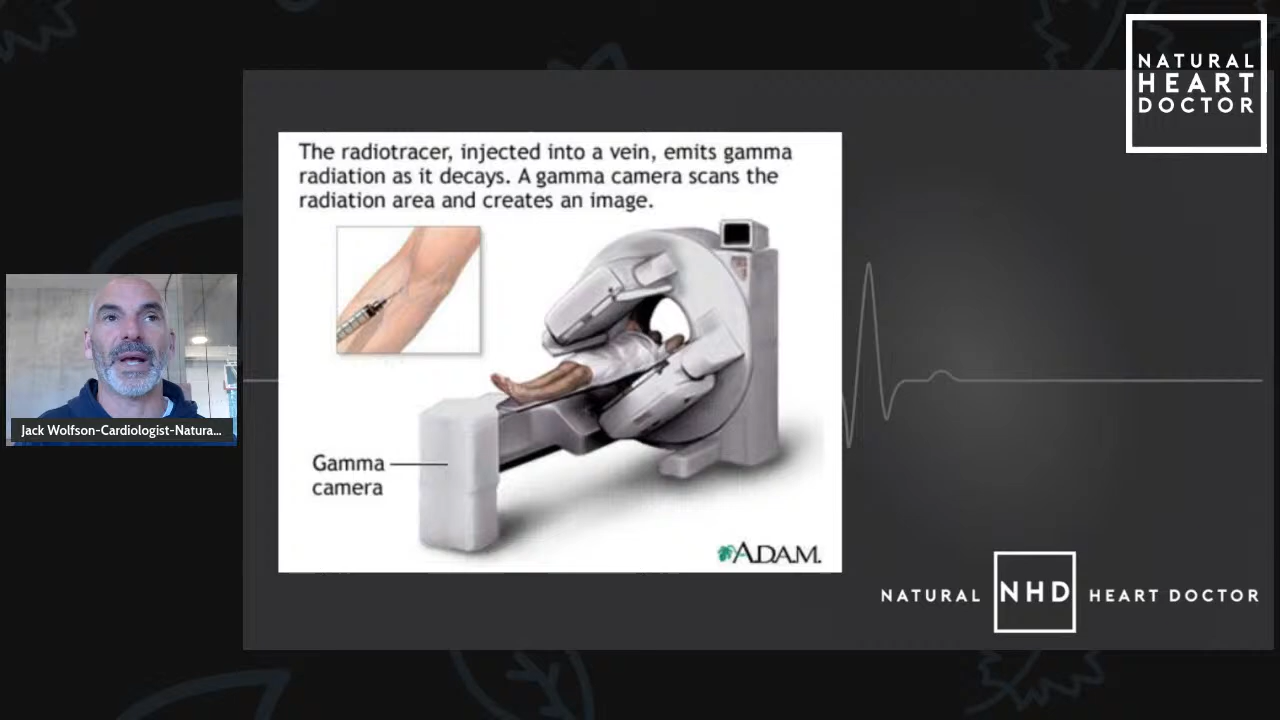 NATURAL
HEART
DOCTOR
The radiotracer, injected into a vein, emits gamma
radiation as it decays. A gamma camera scans the
radiation area and creates an image.
Jack Wolfson-Cardiologist-Natura...
Gamma
camera
A.D.A.M.
NATURAL NHD HEART DOCTOR